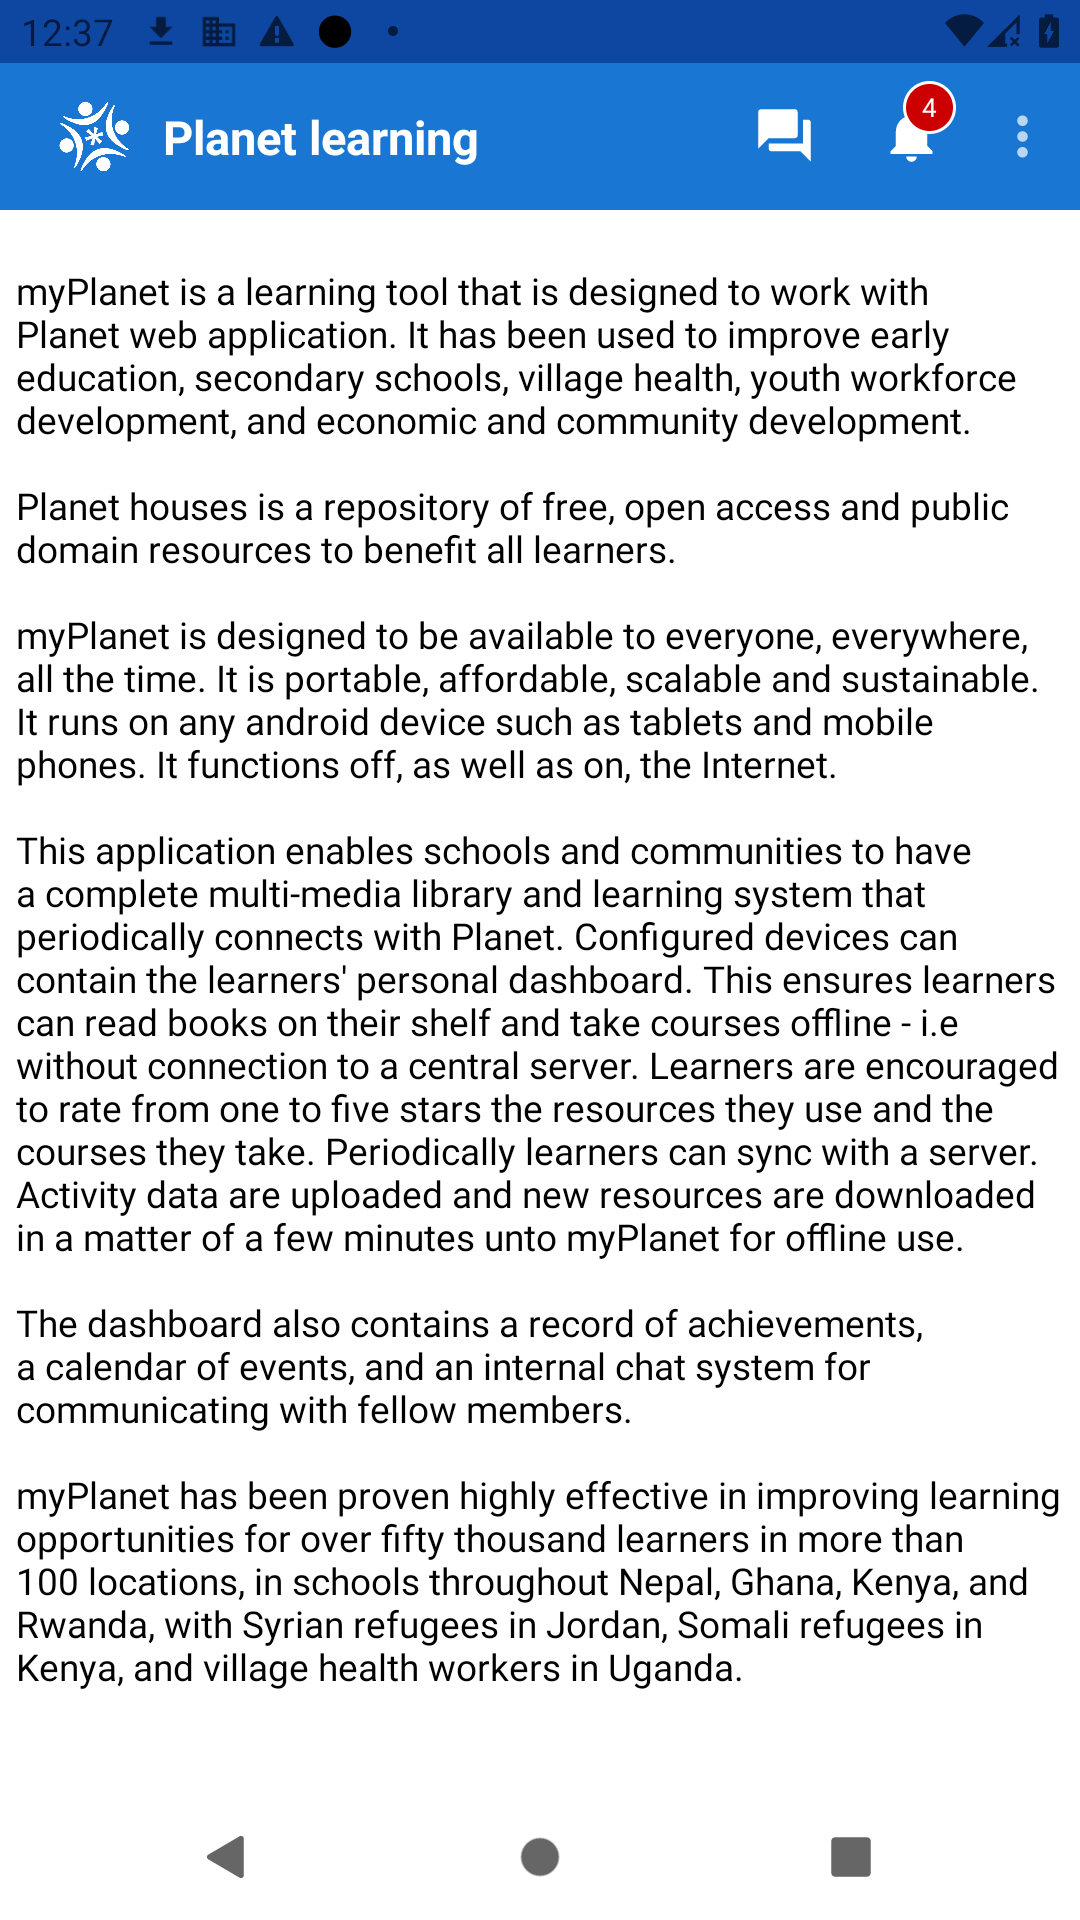 12:37
Planet learning
4
myPlanet is a learning tool that is designed to work with
Planet web application. It has been used to improve early
education, secondary schools, village health, youth workforce
development, and economic and community development.
Planet houses is a repository of free, open access and public
domain resources to benefit all learners.
myPlanet is designed to be available to everyone, everywhere,
all the time. It is portable, affordable, scalable and sustainable.
It runs on any android device such as tablets and mobile
phones. It functions off, as well as on, the Internet.
This application enables schools and communities to have
a complete multi-media library and learning system that
periodically connects with Planet. Configured devices can
contain the learners' personal dashboard. This ensures learners
can read books on their shelf and take courses offline - i.e
without connection to a central server. Learners are encouraged
to rate from one to five stars the resources they use and the
courses they take. Periodically learners can sync with a server.
Activity data are uploaded and new resources are downloaded
in a matter of a few minutes unto myPlanet for offline use.
The dashboard also contains a record of achievements,
a calendar of events, and an internal chat system for
communicating with fellow members.
myPlanet has been proven highly effective in improving learning
opportunities for over fifty thousand learners in more than
100 locations, in schools throughout Nepal, Ghana, Kenya, and
Rwanda, with Syrian refugees in Jordan, Somali refugees in
Kenya, and village health workers in Uganda.